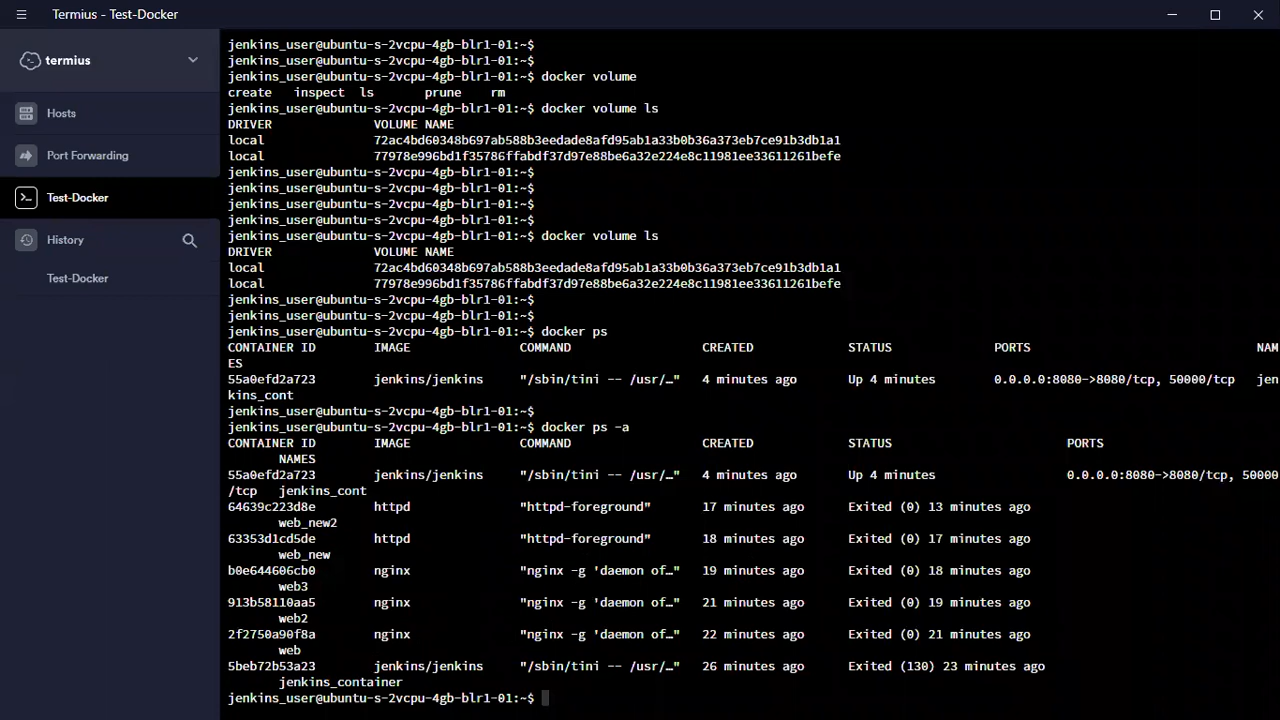 Termius - Test-Docker
termius
Hosts
Port Forwarding
Test-Docker
History
Test-Docker
jenkins_user@ubuntu-s-2vcpu-4gb-blr1-01:~$
jenkins_user@ubuntu-s-2vcpu-4gb-blr1-01:~$
jenkins_user@ubuntu-s-2vcpu-4gb-blr1-01:~$ docker volume
create inspect ls prune rm
jenkins_user@ubuntu-s-2vcpu-4gb-blr1-01:~$ docker volume ls
DRIVER VOLUME NAME
local 72ac4bd60348b697ab588b3eedade8afd95ab1a33b0b36a373eb7ce91b3db1a1
local 77978e996bd1f35786ffabdf37d97e88be6a32e224e8c11981ee33611261befe
jenkins_user@ubuntu-s-2vcpu-4gb-blr1-01:~$
jenkins_user@ubuntu-s-2vcpu-4gb-blr1-01:~$
jenkins_user@ubuntu-s-2vcpu-4gb-blr1-01:~$
jenkins_user@ubuntu-s-2vcpu-4gb-blr1-01:~$
jenkins_user@ubuntu-s-2vcpu-4gb-blr1-01:~$ docker volume ls
DRIVER VOLUME NAME
local 72ac4bd60348b697ab588b3eedade8afd95ab1a33b0b36a373eb7ce91b3db1a1
local 77978e996bd1f35786ffabdf37d97e88be6a32e224e8c11981ee33611261befe
jenkins_user@ubuntu-s-2vcpu-4gb-blr1-01:~$
jenkins_user@ubuntu-s-2vcpu-4gb-blr1-01:~$
jenkins_user@ubuntu-s-2vcpu-4gb-blr1-01:~$ docker ps
CONTAINER ID IMAGE COMMAND CREATED STATUS PORTS NAM
ES
55a0efd2a723 jenkins/jenkins "/sbin/tini -- /usr/…" 4 minutes ago Up 4 minutes 0.0.0.0:8080->8080/tcp, 50000/tcp jen
kins_cont
jenkins_user@ubuntu-s-2vcpu-4gb-blr1-01:~$
jenkins_user@ubuntu-s-2vcpu-4gb-blr1-01:~$ docker ps -a
CONTAINER ID IMAGE COMMAND CREATED STATUS PORTS
NAMES
55a0efd2a723 jenkins/jenkins "/sbin/tini -- /usr/…" 4 minutes ago Up 4 minutes 0.0.0.0:8080->8080/tcp, 50000
/tcp jenkins_cont
64639c223d8e httpd "httpd-foreground" 17 minutes ago Exited (0) 13 minutes ago
web_new2
63353d1cd5de httpd "httpd-foreground" 18 minutes ago Exited (0) 17 minutes ago
web_new
b0e644606cb0 nginx "nginx -g 'daemon of…" 19 minutes ago Exited (0) 18 minutes ago
web3
913b58110aa5 nginx "nginx -g 'daemon of…" 21 minutes ago Exited (0) 19 minutes ago
web2
2f2750a90f8a nginx "nginx -g 'daemon of…" 22 minutes ago Exited (0) 21 minutes ago
web
5beb72b53a23 jenkins/jenkins "/sbin/tini -- /usr/…" 26 minutes ago Exited (130) 23 minutes ago
jenkins_container
jenkins_user@ubuntu-s-2vcpu-4gb-blr1-01:~$